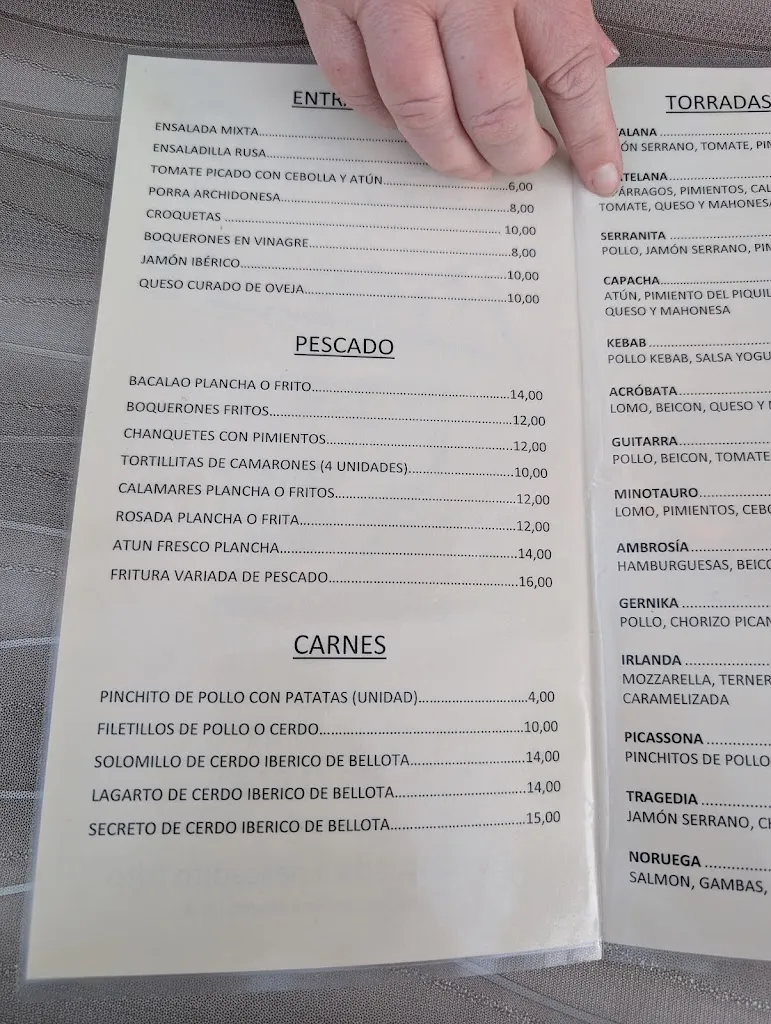 ENSALADA MIXTA
ENSALADILLA RUSA
TOMATE PICADO CON CEBOLLA Y ATÚN 6,00
PORRA ARCHIDONESA 8,00
CROQUETAS 10,00
BOQUERONES EN VINAGRE 8,00
JAMÓN IBÉRICO 10,00
QUESO CURADO DE OVEJA 10,00
PESCADO
BACALAO PLANCHA O FRITO 14,00
BOQUERONES FRITOS 12,00
CHANQUETES CON PIMIENTOS 12,00
TORTILLITAS DE CAMARONES (4 UNIDADES) 10,00
CALAMARES PLANCHA O FRITOS 12,00
ROSADA PLANCHA O FRITA 12,00
ATUN FRESCO PLANCHA 14,00
FRITURA VARIADA DE PESCADO 16,00
CARNES
PINCHITO DE POLLO CON PATATAS (UNIDAD) 4,00
FILETILLOS DE POLLO O CERDO 10,00
SOLOMILLO DE CERDO IBERICO DE BELLOTA 14,00
LAGARTO DE CERDO IBERICO DE BELLOTA 14,00
SECRETO DE CERDO IBERICO DE BELLOTA 15,00
TORRADAS
SERRANO, TOMATE,
PIMIENTOS,
TOMATE, QUESO Y MAHONESA
SERRANITA
POLLO, JAMÓN SERRANO,
CAPACHA
ATÚN, PIMIENTO DEL
QUESO Y MAHONESA
KEBAB
POLLO KEBAB, SALSA
ACRÓBATA
LOMO, BEICON, QUESO Y
GUITARRA
POLLO, BEICON, TOMATE
MINOTAURO
LOMO, PIMIENTOS,
AMBROSÍA
HAMBURGUESAS,
GERNIKA
POLLO, CHORIZO
IRLANDA
MOZZARELLA,
CARAMELIZADA
PICASSONA
PINCHITOS DE POLLO
TRAGEDIA
JAMÓN SERRANO,
NORUEGA
SALMON, GAMBAS,